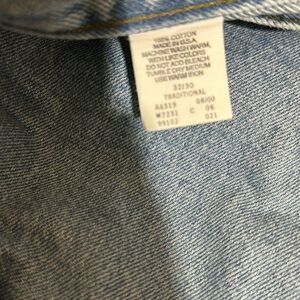 100% COTTON
MADE IN U.S.A.
MACHINE WASH WARM,
WITH LIKE COLORS
DO NOT ADD BLEACH
TUMBLE DRY MEDIUM
USE WARM IRON
32/30
TRADITIONAL
A6319 08/00
W7231 C 06
99102 021